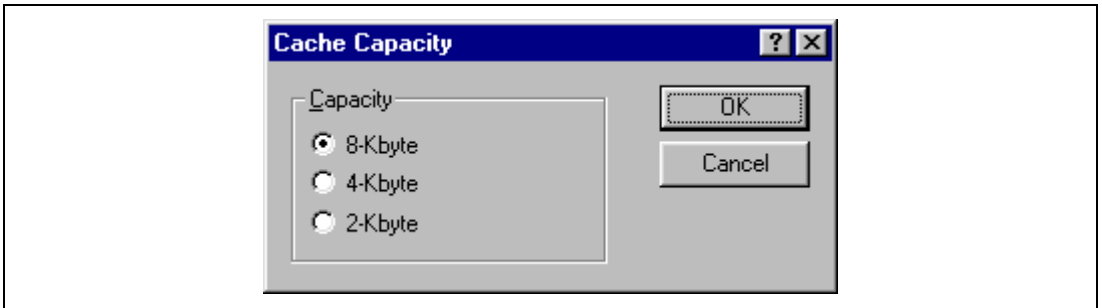 Cache Capacity
Capacity
OK
8-Kbyte
Cancel
4-Kbyte
2-Kbyte